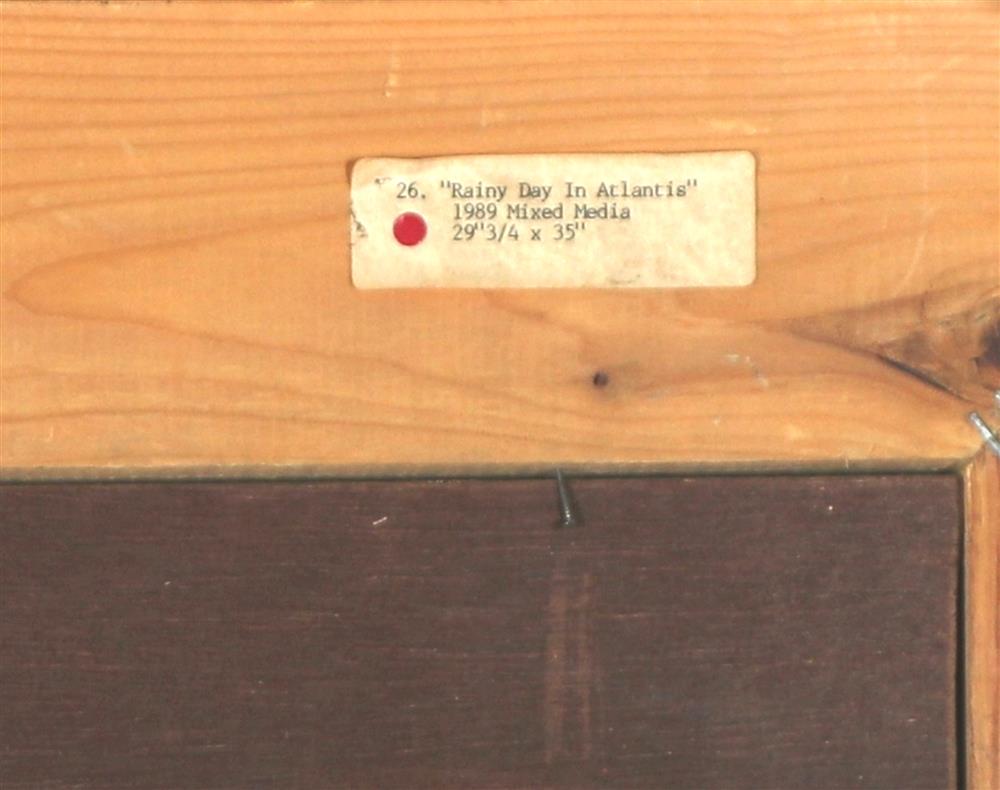 26. "Rainy Day In Atlantis"
1989 Mixed Media
29"3/4 x 35"